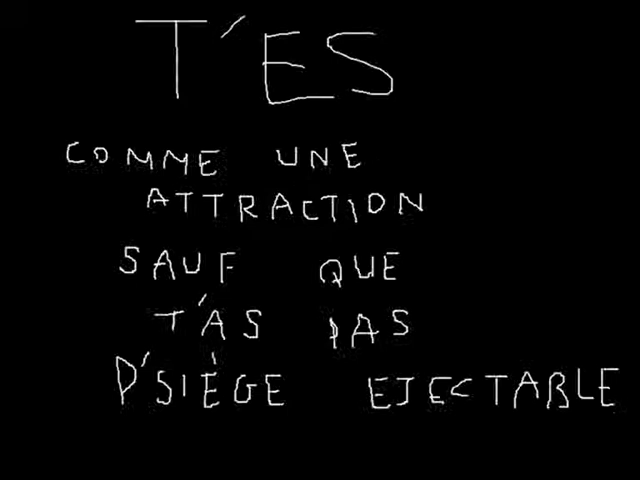 T'ES
COMME UNE
ATTRACTION
SAUF QUE
T'AS PAS
D'SIÈGE EJECTABLE